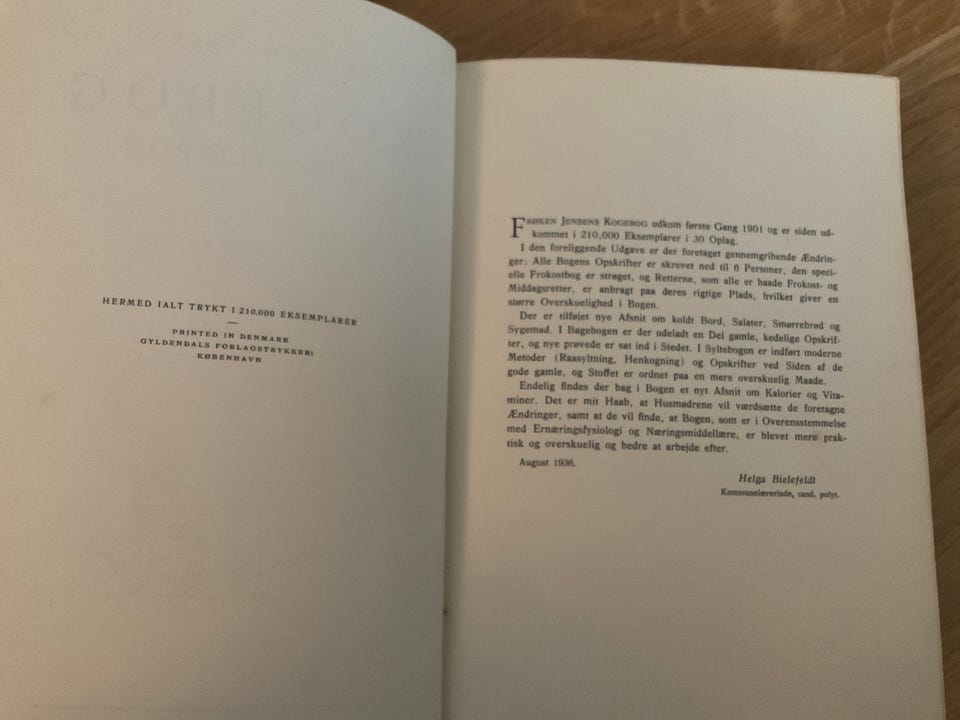 HERMED IALT TRYKT I 210.000 EKSEMPLARER
PRINTED IN DENMARK
GYLDENDALS FORLAGSTRYKKERI
KØBENHAVN
FRØKEN JENSENS KOGEBOG udkom første Gang 1901 og er siden ud-
kommet i 210,000 Eksemplarer i 30 Oplag.
I den foreliggende Udgave er der foretaget gennemgribende Ændrin-
ger: Alle Bogens Opskrifter er skrevet ned til 6 Personer, den speci-
elle Frokostbog er strøget, og Retterne, som alle er baade Frokost- og
Middagsretter, er anbragt paa deres rigtige Plads, hvilket giver en
større Overskuelighed i Bogen.
Der er tilføjet nye Afsnit om koldt Bord, Salater, Smørrebrød og
Sygemad. I Bagebogen er der udeladt en Del gamle, kedelige Opskrif-
ter, og nye prøvede er sat ind i Stedet. I Syltebogen er indført moderne
Metoder (Raasyltning, Henkogning) og Opskrifter ved Siden af de
gode gamle, og Stoffet er ordnet paa en mere overskuelig Maade.
Endelig findes der bag i Bogen et nyt Afsnit om Kalorier og Vita-
miner. Det er mit Haab, at Husmødrene vil værdsætte de foretagne
Ændringer, samt at de vil finde, at Bogen, som er i Overensstemmelse
med Ernæringsfysiologi og Næringsmiddellære, er blevet mere prak-
tisk og overskuelig og bedre at arbejde efter.
August 1936.
Helga Bielefeldt
Kommunelærerinde, cand. polyt.